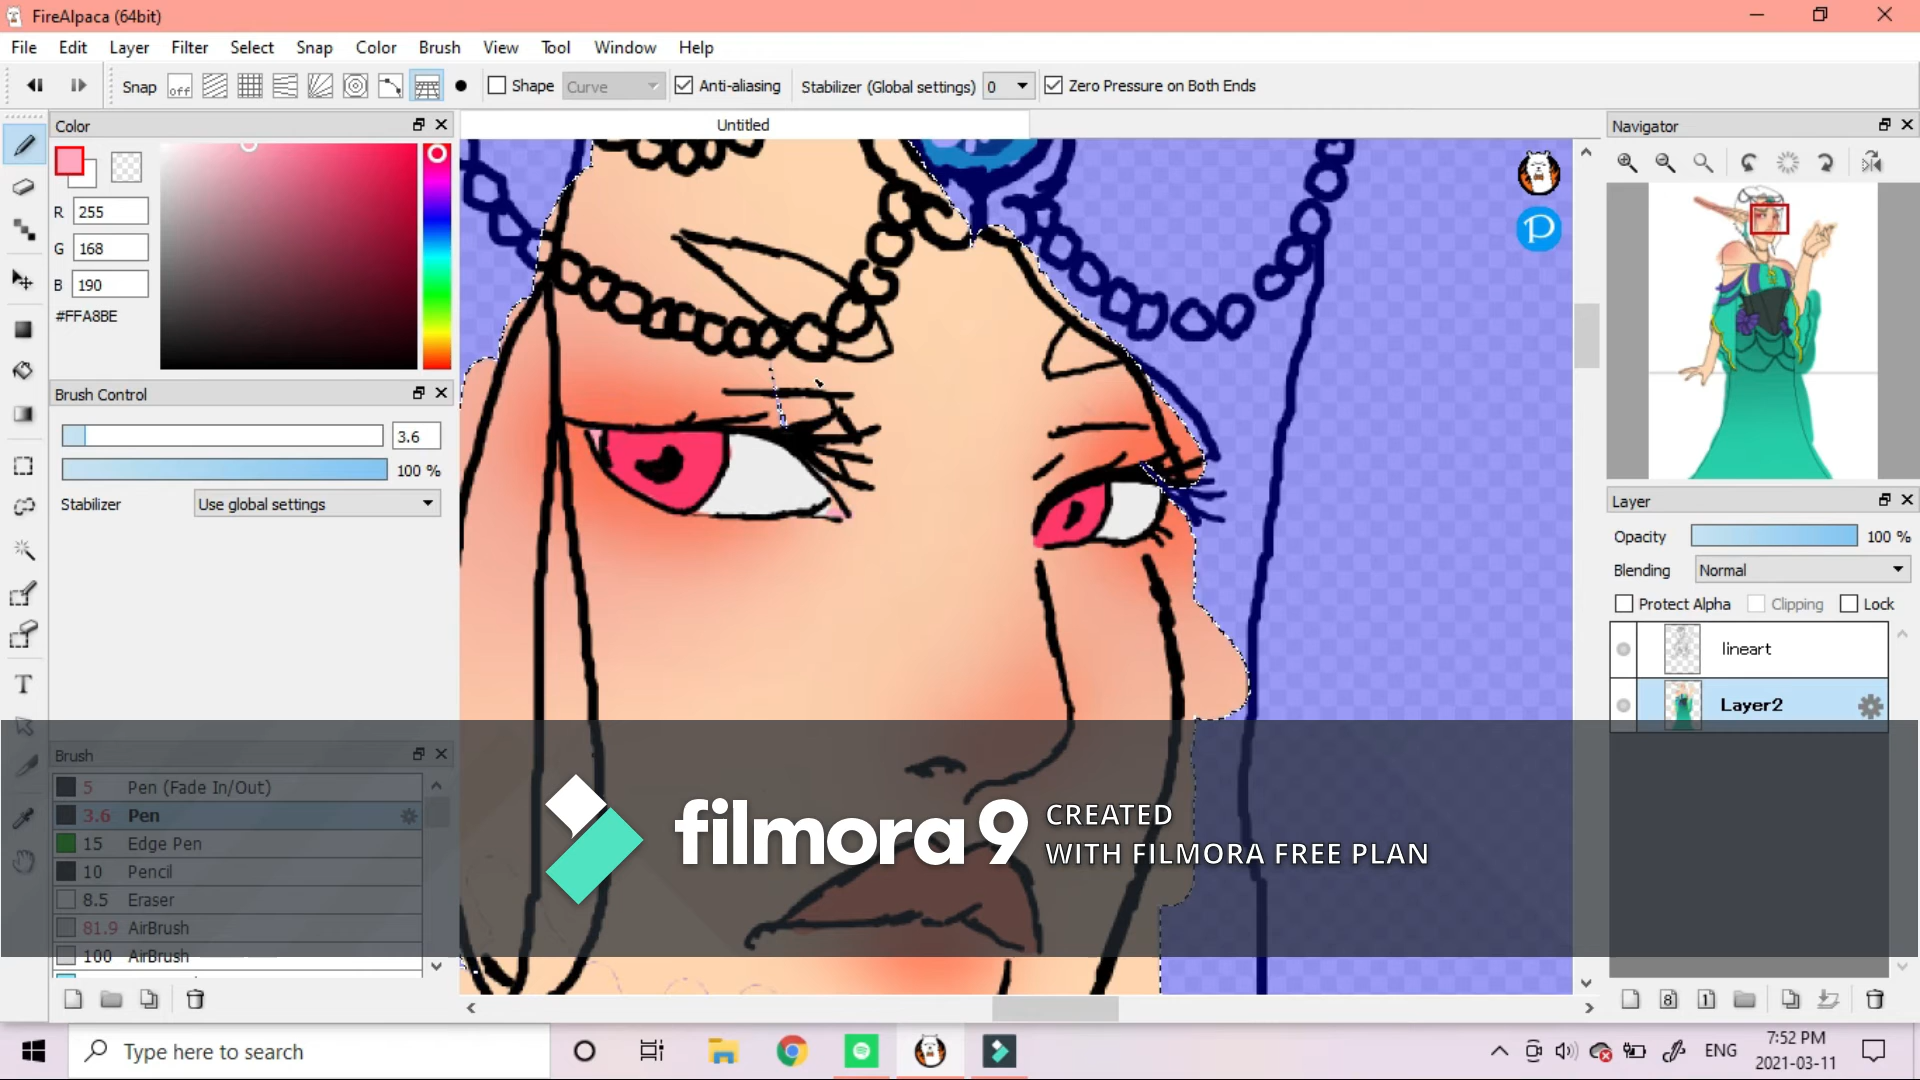 FireAlpaca (64bit)
File Edit Layer Filter Select Snap Color Brush View Tool Window Help
Snap off Shape Curve Anti-aliasing Stabilizer (Global settings) 0 Zero Pressure on Both Ends
Color
Untitled
Navigator
R 255
G 168
B 190
#FFA8BE
P
Brush Control
3.6
100 %
Stabilizer Use global settings
Layer
Opacity 100 %
Blending Normal
Protect Alpha Clipping Lock
lineart
Layer2
T
Brush
5 Pen (Fade In/Out)
3.6 Pen
15 Edge Pen
10 Pencil
8.5 Eraser
81.9 AirBrush
100 AirBrush
filmora9 CREATED
WITH FILMORA FREE PLAN
8 1
Type here to search
ENG
7:52 PM
2021-03-11